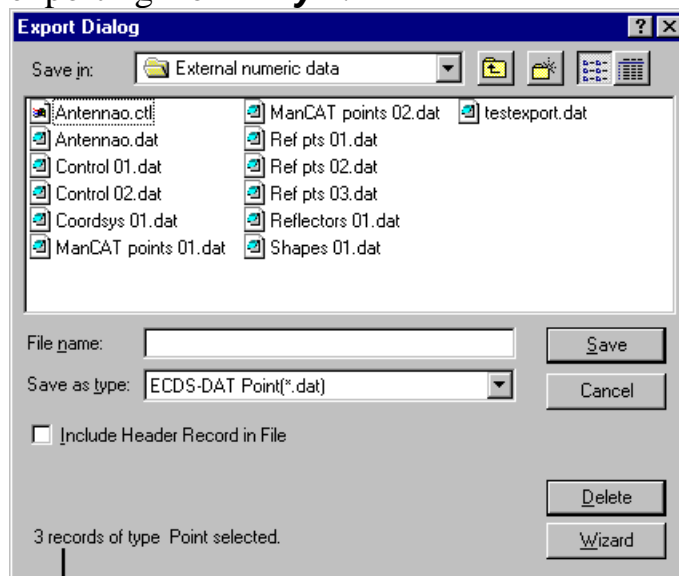 Export Dialog
Save in: External numeric data
Antennao.ctl
Antennao.dat
Control 01.dat
Control 02.dat
Coordsys 01.dat
ManCAT points 01.dat
ManCAT points 02.dat
Ref pts 01.dat
Ref pts 02.dat
Ref pts 03.dat
Reflectors 01.dat
Shapes 01.dat
testexport.dat
File name:
Save
Save as type: ECDS-DAT Point(*.dat)
Cancel
Include Header Record in File
Delete
3 records of type Point selected.
Wizard